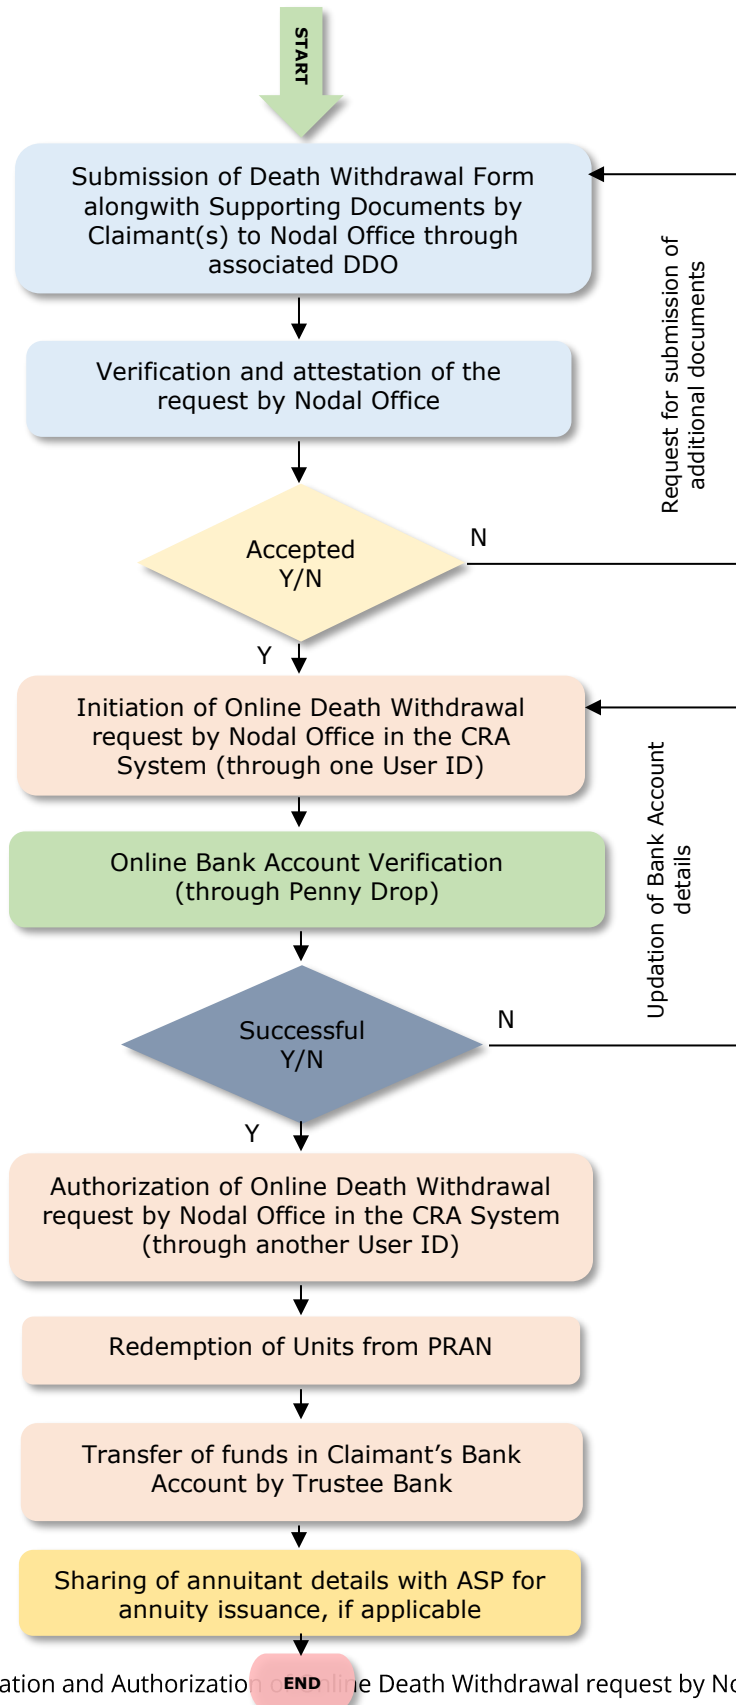 START
Submission of Death Withdrawal Form
alongwith Supporting Documents by
Claimant(s) to Nodal Office through
associated DDO
Request for submission of
additional documents
Verification and attestation of the
request by Nodal Office
Accepted
Y/N
N
Y
Initiation of Online Death Withdrawal
request by Nodal Office in the CRA
System (through one User ID)
Updation of Bank Account
details
Online Bank Account Verification
(through Penny Drop)
Successful
Y/N
N
Y
Authorization of Online Death Withdrawal
request by Nodal Office in the CRA System
(through another User ID)
Redemption of Units from PRAN
Transfer of funds in Claimant’s Bank
Account by Trustee Bank
Sharing of annuitant details with ASP for
annuity issuance, if applicable
END
and Authorization Death Withdrawal request by